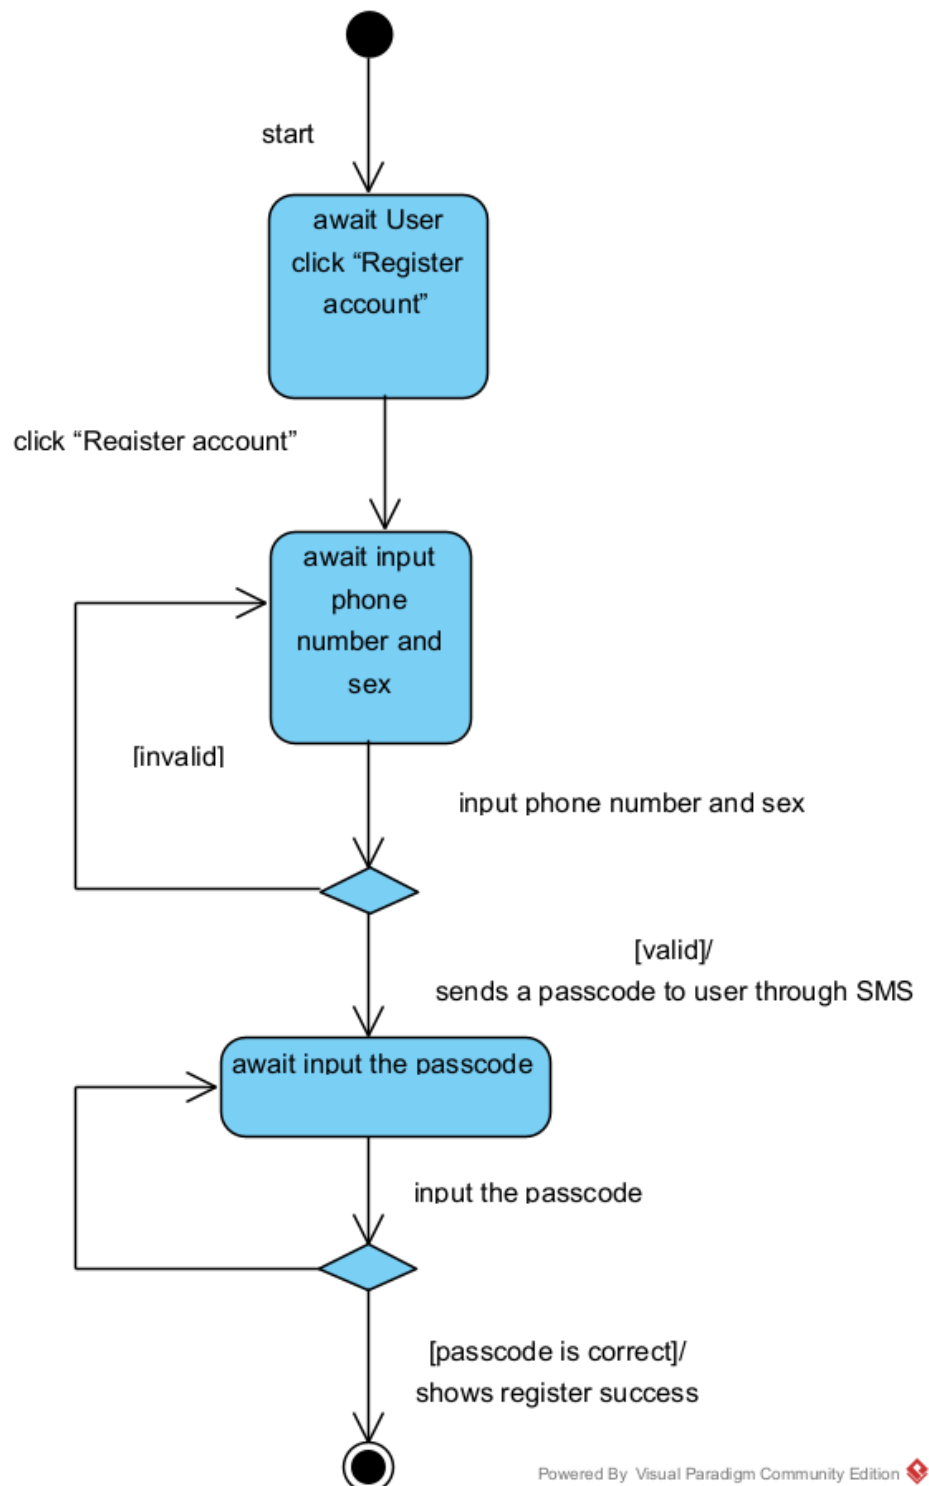 start
await User
click “Register
account”
click “Register account”
await input
phone
number and
sex
[invalid]
input phone number and sex
[valid]/
sends a passcode to user through SMS
await input the passcode
input the passcode
[passcode is correct]/
shows register success
Powered By Visual Paradigm Community Edition